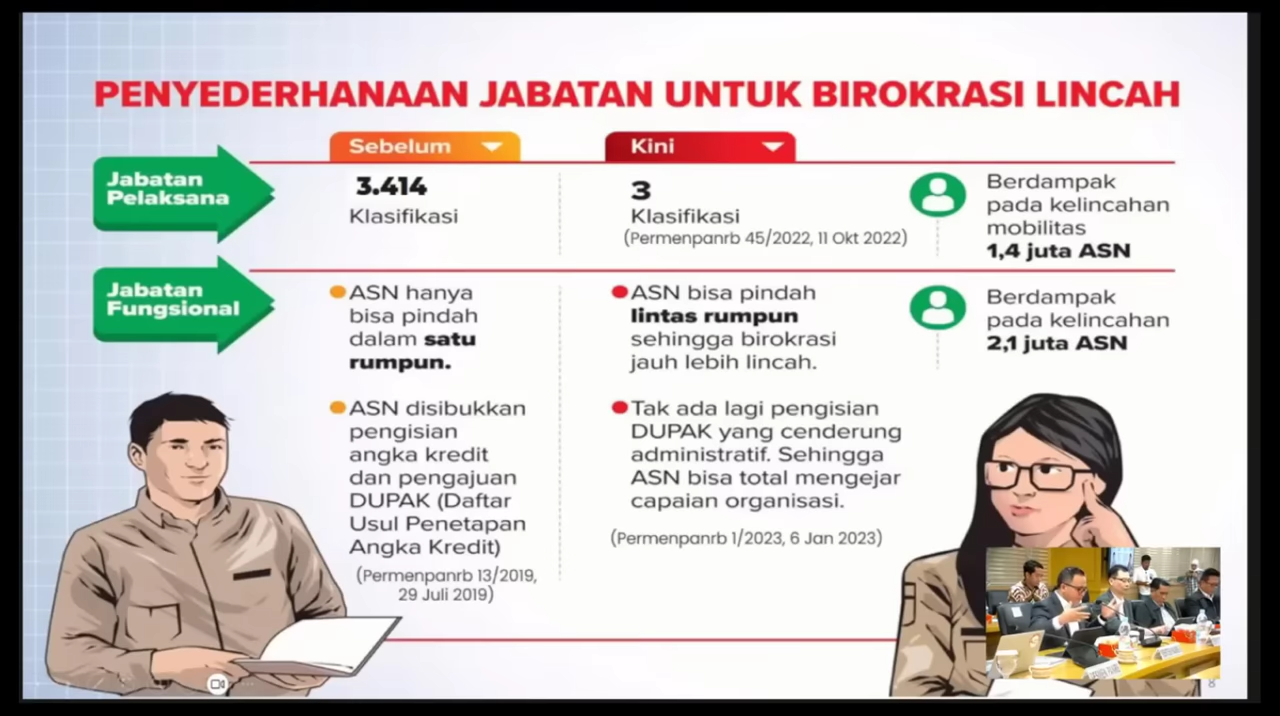 PENYEDERHANAAN JABATAN UNTUK BIROKRASI LINCAH
Sebelum
Kini
Jabatan
Pelaksana
3.414
Klasifikasi
3
Klasifikasi
(Permenpanrb 45/2022, 11 Okt 2022)
Berdampak
pada kelincahan
mobilitas
1,4 juta ASN
Jabatan
Fungsional
ASN hanya
bisa pindah
dalam satu
rumpun.
ASN bisa pindah
lintas rumpun
sehingga birokrasi
jauh lebih lincah.
Berdampak
pada kelincahan
2,1 juta ASN
ASN disibukkan
pengisian
angka kredit
dan pengajuan
DUPAK (Daftar
Usul Penetapan
Angka Kredit)
(Permenpanrb 13/2019,
29 Juli 2019)
Tak ada lagi pengisian
DUPAK yang cenderung
administratif. Sehingga
ASN bisa total mengejar
capaian organisasi.
(Permenpanrb 1/2023, 6 Jan 2023)
8